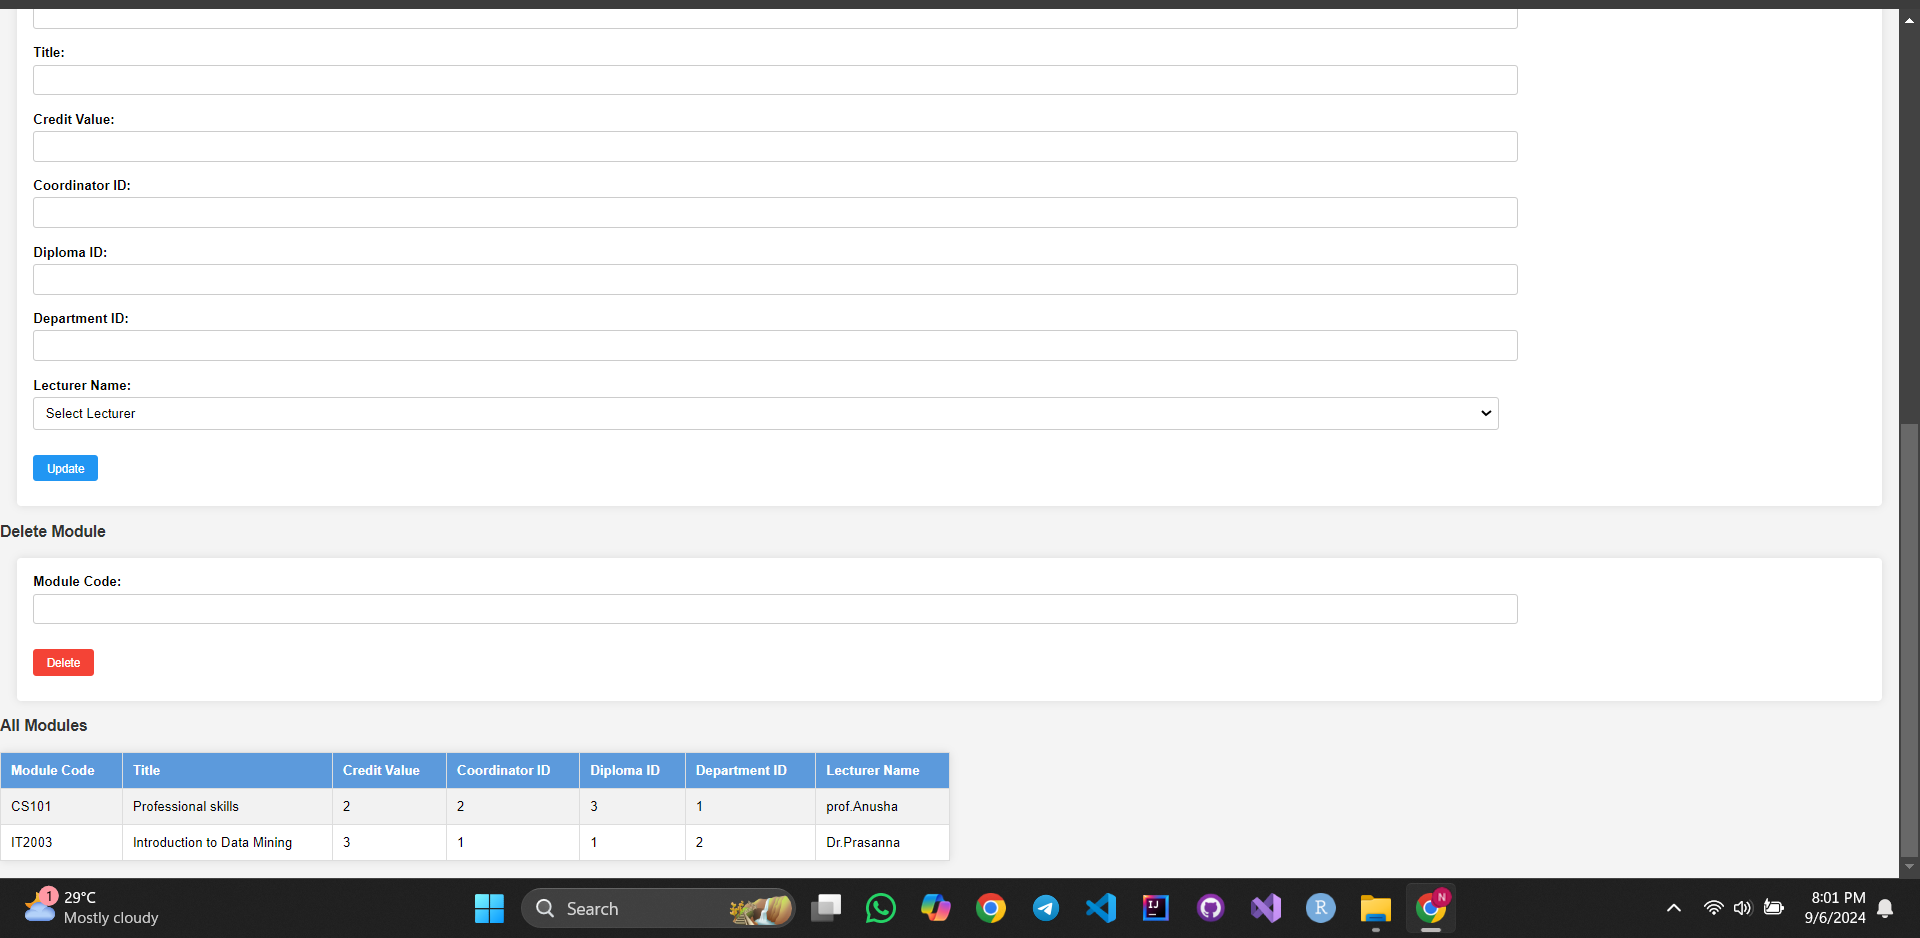 Title:
Credit Value:
Coordinator ID:
Diploma ID:
Department ID:
Lecturer Name:
Select Lecturer
Update
Delete Module
Module Code:
Delete
All Modules
Module Code Title Credit Value Coordinator ID Diploma ID Department ID Lecturer Name
CS101 Professional skills 2 2 3 1 prof.Anusha
IT2003 Introduction to Data Mining 3 1 1 2 Dr.Prasanna
1 29°C
Mostly cloudy
Search
IJ
R
N
8:01 PM
9/6/2024